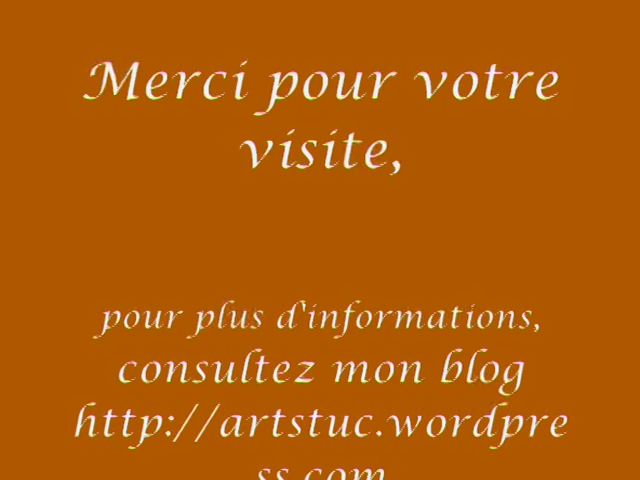 Merci pour votre
visite,
pour plus d'informations,
consultez mon blog
http://artstuc.wordpre
ss.com